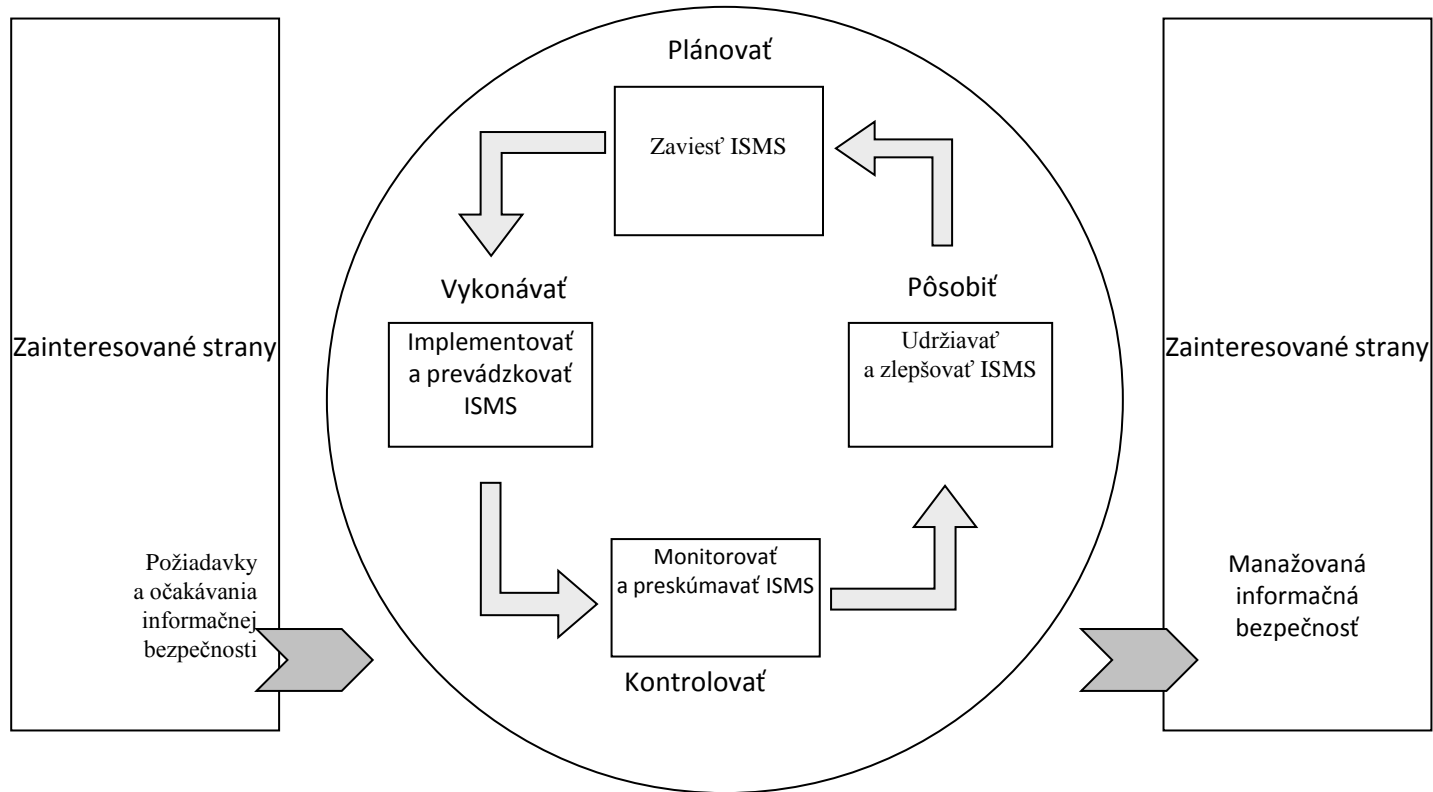 Plánovať
Zaviesť ISMS
Vykonávať
Pôsobiť
Zainteresované strany
Implementovať
a prevádzkovať
ISMS
Udržiavať
a zlepšovať ISMS
Zainteresované strany
Požiadavky
a očakávania
informačnej
bezpečnosti
Monitorovať
a preskúmavať ISMS
Kontrolovať
Manažovaná
informačná
bezpečnosť